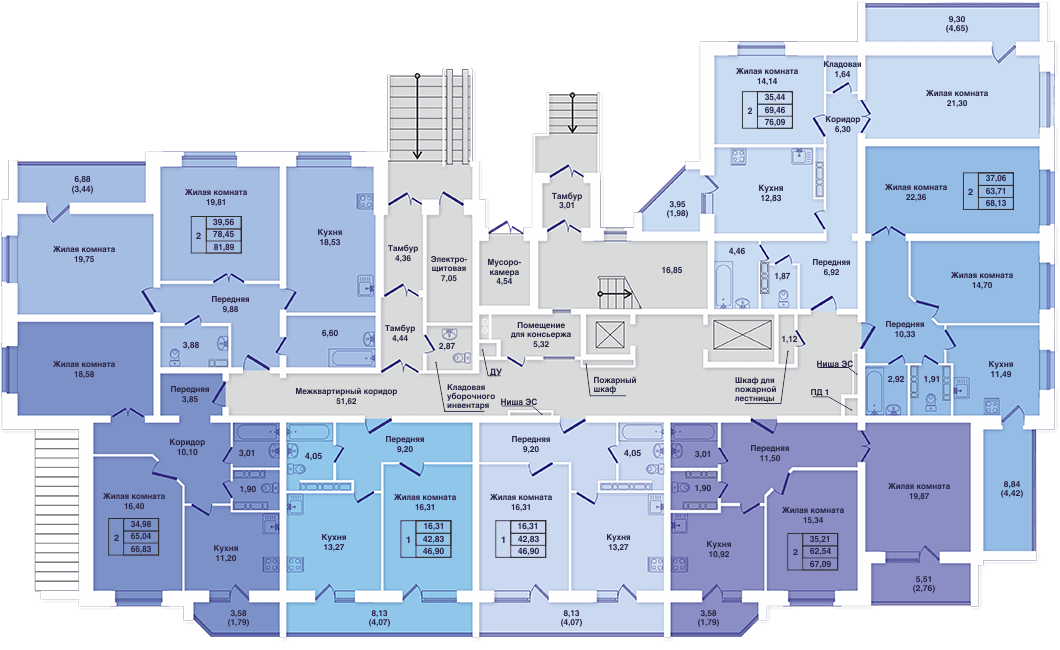 9,30
(4,65)
Жилая комната
14,14
35,44
2
69,46
76,09
Кладовая
1,64
Коридор
6,30
Жилая комната
21,30
6,88
(3,44)
Жилая комната
19,81
39,56
2
78,45
81,89
Кухня
18,53
Жилая комната
19,75
Передняя
9,88
3,88
6,60
Тамбур
4,36
Электро-
щитовая
7,05
Тамбур
4,44
2,87
Мусоро-
камера
4,54
Тамбур
3,01
16,85
3,95
(1,98)
Кухня
12,83
4,46
1,87
Передняя
6,92
Жилая комната
22,36
37,06
2
63,71
68,13
Жилая комната
14,70
Передняя
10,33
Кухня
11,49
2,92
1,91
Помещение
для консьержа
5,32
1,12
ДУ
Пожарный
шкаф
Шкаф для
пожарной
лестницы
Ниша ЭС
ПД 1
Кладовая
уборочного
инвентаря
Ниша ЭС
Межквартирный коридор
51,62
Жилая комната
18,58
Передняя
3,85
Коридор
10,10
3,01
1,90
Жилая комната
16,40
34,98
2
65,04
66,83
Кухня
11,20
3,58
(1,79)
4,05
Передняя
9,20
Кухня
13,27
Жилая комната
16,31
16,31
1
42,83
46,90
8,13
(4,07)
Передняя
9,20
4,05
Жилая комната
16,31
16,31
1
42,83
46,90
Кухня
13,27
8,13
(4,07)
3,01
1,90
Передняя
11,50
Кухня
10,92
Жилая комната
15,34
35,21
2
62,54
67,09
3,58
(1,79)
Жилая комната
19,87
5,51
(2,76)
8,84
(4,42)